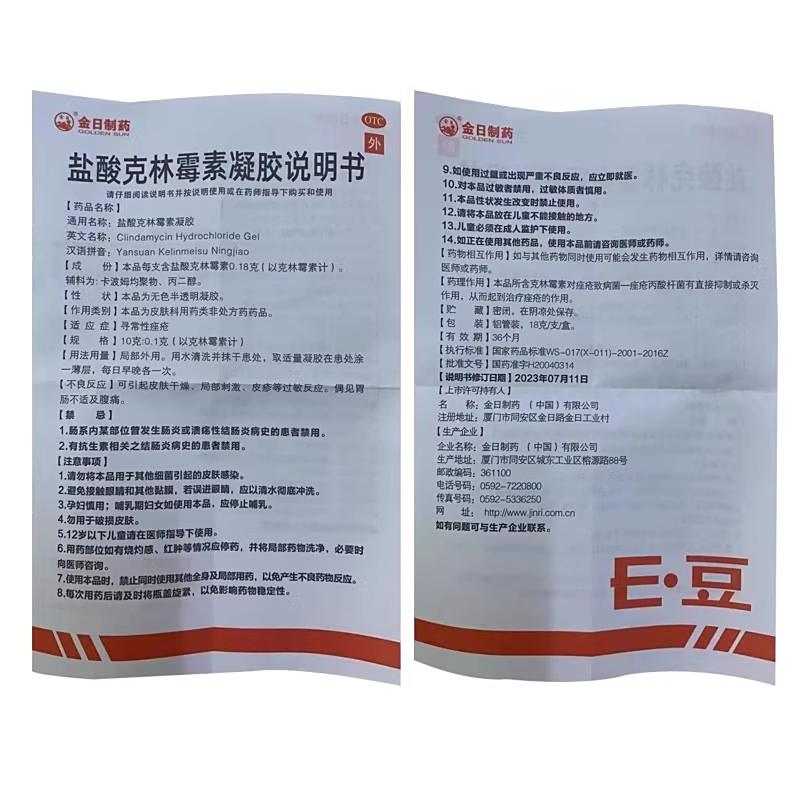 金日制药
GOLDEN SUN
OTC
外
盐酸克林霉素凝胶说明书
请仔细阅读说明书并按说明使用或在药师指导下购买和使用
【药品名称】
通用名称：盐酸克林霉素凝胶
英文名称：Clindamycin Hydrochloride Gel
汉语拼音：Yansuan Kelinmeisu Ningjiao
【成 份】本品每支含盐酸克林霉素0.18克（以克林霉素计）。
辅料为：卡波姆均聚物、丙二醇。
【性 状】本品为无色半透明凝胶。
【作用类别】本品为皮肤科用药类非处方药药品。
【适 应 症】寻常性痤疮
【规 格】10克:0.1克（以克林霉素计）
【用法用量】局部外用。用水清洗并抹干患处，取适量凝胶在患处涂
一薄层，每日早晚各一次。
【不良反应】可引起皮肤干燥、局部刺激、皮疹等过敏反应。偶见胃
肠不适及腹痛。
【禁 忌】
1.肠系内某部位曾发生肠炎或溃疡性结肠炎病史的患者禁用。
2.有抗生素相关之结肠炎病史的患者禁用。
【注意事项】
1.请勿将本品用于其他细菌引起的皮肤感染。
2.避免接触眼睛和其他黏膜，若误进眼睛，应以清水彻底冲洗。
3.孕妇慎用；哺乳期妇女如使用本品，应停止哺乳。
4.勿用于破损皮肤。
5.12岁以下儿童请在医师指导下使用。
6.用药部位如有烧灼感、红肿等情况应停药，并将局部药物洗净，必要时
向医师咨询。
7.使用本品时，禁止同时使用其他全身及局部用药，以免产生不良药物反应。
8.每次用药后请及时将瓶盖旋紧，以免影响药物稳定性。
金日制药
GOLDEN SUN
9.如使用过量或出现严重不良反应，应立即就医。
10.对本品过敏者禁用，过敏体质者慎用。
11.本品性状发生改变时禁止使用。
12.请将本品放在儿童不能接触的地方。
13.儿童必须在成人监护下使用。
14.如正在使用其他药品，使用本品前请咨询医师或药师。
【药物相互作用】如与其他药物同时使用可能会发生药物相互作用，详情请咨询
医师或药师。
【药理作用】本品所含克林霉素对痤疮致病菌一痤疮丙酸杆菌有直接抑制或杀灭
作用，从而起到治疗痤疮的作用。
【贮 藏】密闭，在阴凉处保存。
【包 装】铝管装，18克/支/盒。
【有 效 期】36个月
【执行标准】国家药品标准WS-017(X-011)-2001-2016Z
【批准文号】国药准字H20040314
【说明书修订日期】2023年07月11日
【上市许可持有人】
名 称：金日制药（中国）有限公司
注册地址：厦门市同安区金日路金日工业村
【生产企业】
企业名称：金日制药（中国）有限公司
生产地址：厦门市同安区城东工业区榕源路88号
邮政编码：361100
电话号码：0592-7220800
传真号码：0592-5336250
网 址：http://www.jinri.com.cn
如有问题可与生产企业联系。
E·豆